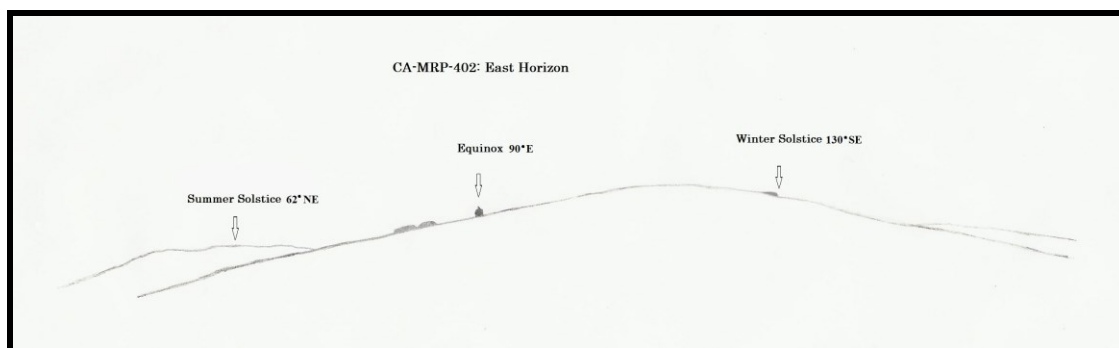 CA-MRP-402: East Horizon
Winter Solstice 130°SE
Equinox 90°E
Summer Solstice 62°NE